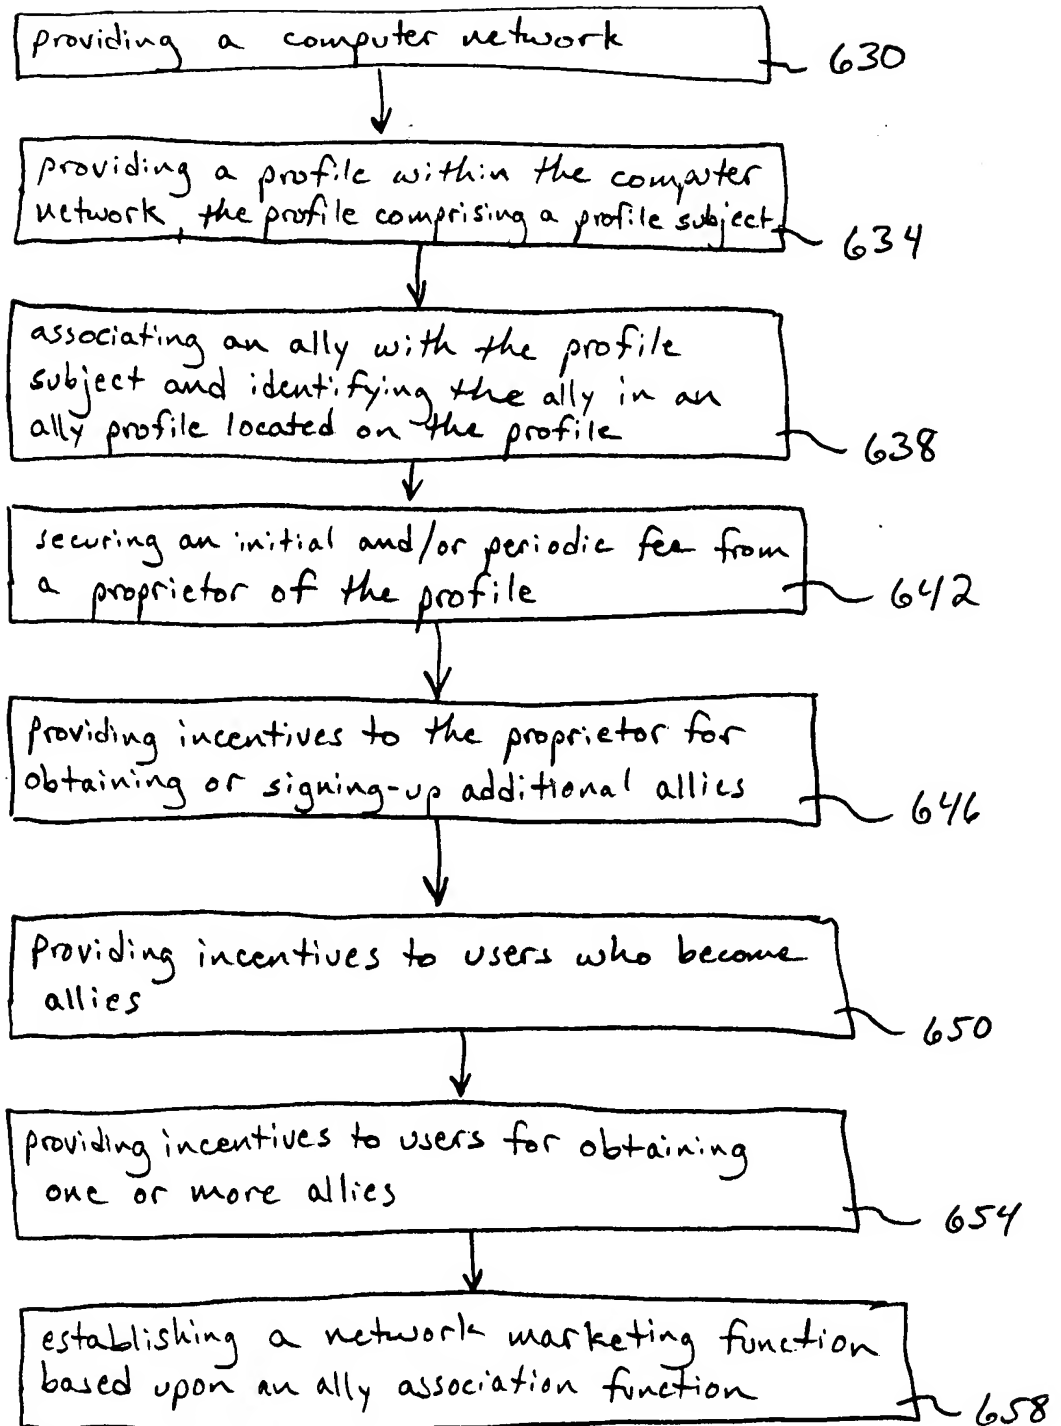 providing a computer network
630
providing a profile within the computer
network, the profile comprising a profile subject
634
associating an ally with the profile
subject and identifying the ally in an
ally profile located on the profile
638
securing an initial and/or periodic fee from
a proprietor of the profile
642
providing incentives to the proprietor for
obtaining or signing-up additional allies
646
providing incentives to users who become
allies
650
providing incentives to users for obtaining
one or more allies
654
establishing a network marketing function
based upon an ally association function
658